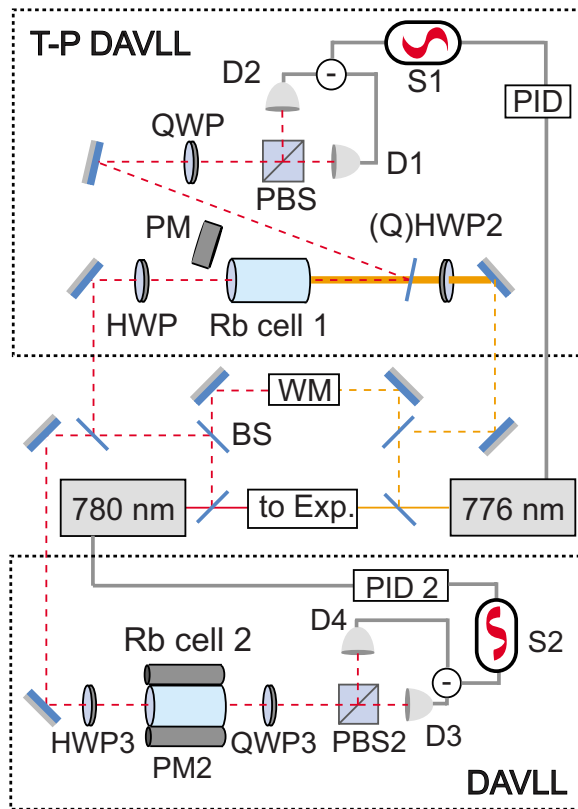 T-P DAVLL
D2
-
S1
QWP
PID
D1
PBS
PM
(Q)HWP2
HWP
Rb cell 1
WM
BS
780 nm
to Exp.
776 nm
PID 2
D4
Rb cell 2
S2
-
HWP3
QWP3
PBS2
D3
PM2
DAVLL